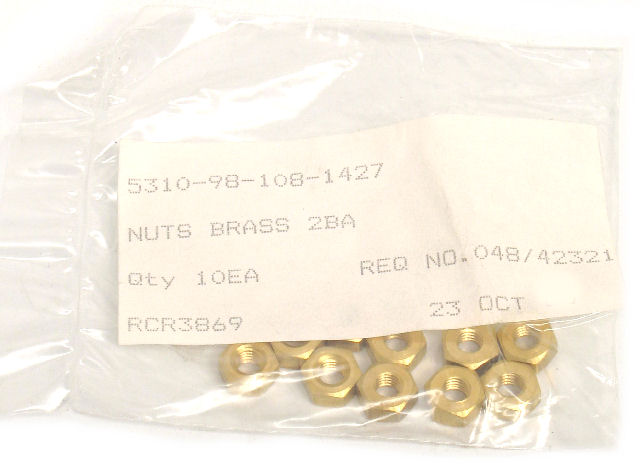 5310-98-108-1427
NUTS BRASS 2BA
Qty 10EA REQ NO.048/42321
RCR3869 23 OCT